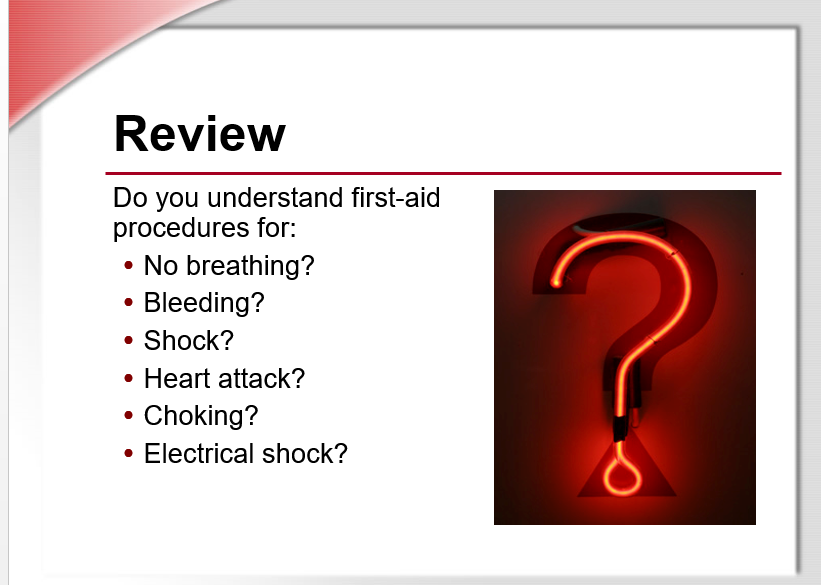 Review
Do you understand first-aid
procedures for:
• No breathing?
• Bleeding?
• Shock?
• Heart attack?
• Choking?
• Electrical shock?
?